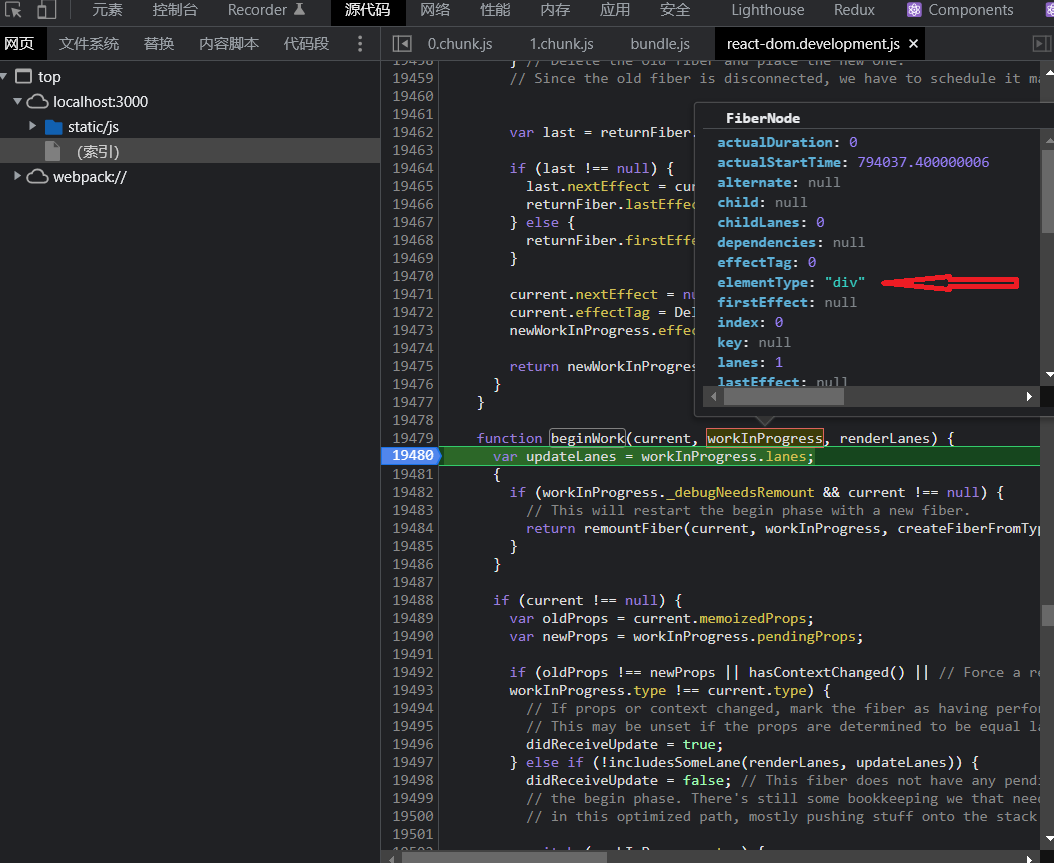 元素 控制台 Recorder 源代码 网络 性能 内存 应用 安全 Lighthouse Redux Components
网页 文件系统 替换 内容脚本 代码段
0.chunk.js 1.chunk.js bundle.js react-dom.development.js ×
top
localhost:3000
static/js
(索引)
webpack://
} // Delete the old fiber and place the new one.
19459 // Since the old fiber is disconnected, we have to schedule it
19460
19461
19462 var last = returnFiber.
19463
19464 if (last !== null) {
19465 last.nextEffect = cu
19466 returnFiber.lastEffec
19467 } else {
19468 returnFiber.firstEffe
19469 }
19470
19471 current.nextEffect = nu
19472 current.effectTag = Del
19473 newWorkInProgress.effec
19474
19475 return newWorkInProgres
19476 }
19477 }
19478
19479 function beginWork(current, workInProgress, renderLanes) {
19480 var updateLanes = workInProgress.lanes;
19481 {
19482 if (workInProgress._debugNeedsRemount && current !== null) {
19483 // This will restart the begin phase with a new fiber.
19484 return remountFiber(current, workInProgress, createFiberFromTyp
19485 }
19486 }
19487
19488 if (current !== null) {
19489 var oldProps = current.memoizedProps;
19490 var newProps = workInProgress.pendingProps;
19491
19492 if (oldProps !== newProps || hasContextChanged() || // Force a re
19493 workInProgress.type !== current.type) {
19494 // If props or context changed, mark the fiber as having perfor
19495 // This may be unset if the props are determined to be equal la
19496 didReceiveUpdate = true;
19497 } else if (!includesSomeLane(renderLanes, updateLanes)) {
19498 didReceiveUpdate = false; // This fiber does not have any pendi
19499 // the begin phase. There's still some bookkeeping we that need
19500 // in this optimized path, mostly pushing stuff onto the stack
19501
FiberNode
actualDuration: 0
actualStartTime: 794037.400000006
alternate: null
child: null
childLanes: 0
dependencies: null
effectTag: 0
elementType: "div"
firstEffect: null
index: 0
key: null
lanes: 1
lastEffect: null